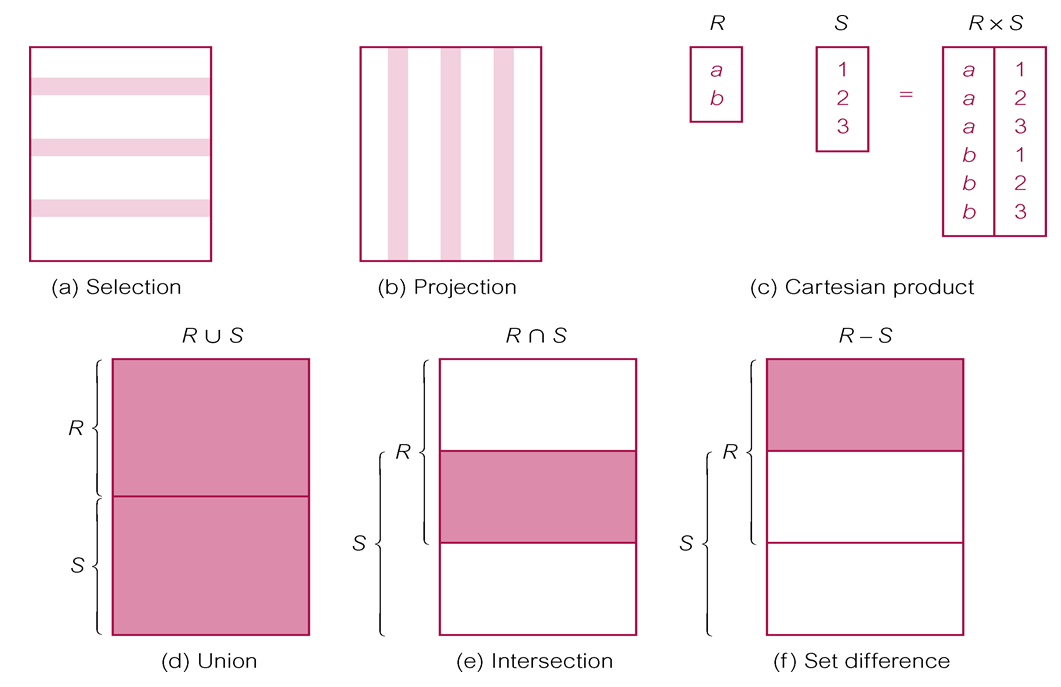 R S R × S
a 1 a 1
b 2 = a 2
3 a 3
b 1
b 2
b 3
(a) Selection (b) Projection (c) Cartesian product
R ∪ S R ∩ S R – S
R
S
R
S
R
S
(d) Union (e) Intersection (f) Set difference